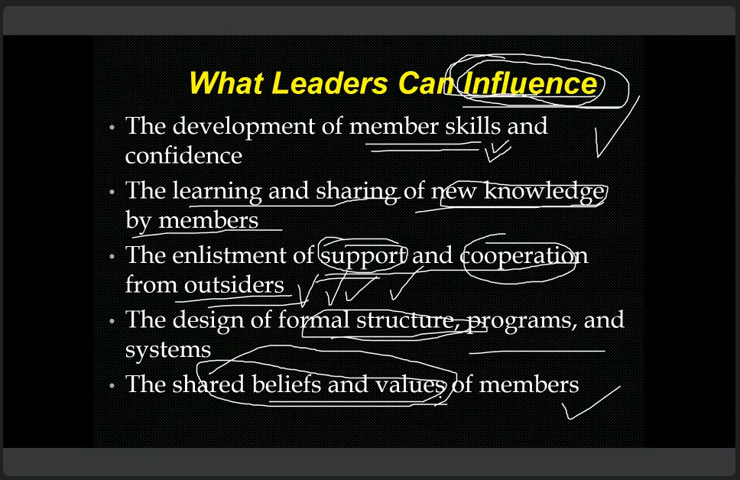 What Leaders Can Influence
• The development of member skills and
confidence
• The learning and sharing of new knowledge
by members
• The enlistment of support and cooperation
from outsiders
• The design of formal structure, programs, and
systems
• The shared beliefs and values of members